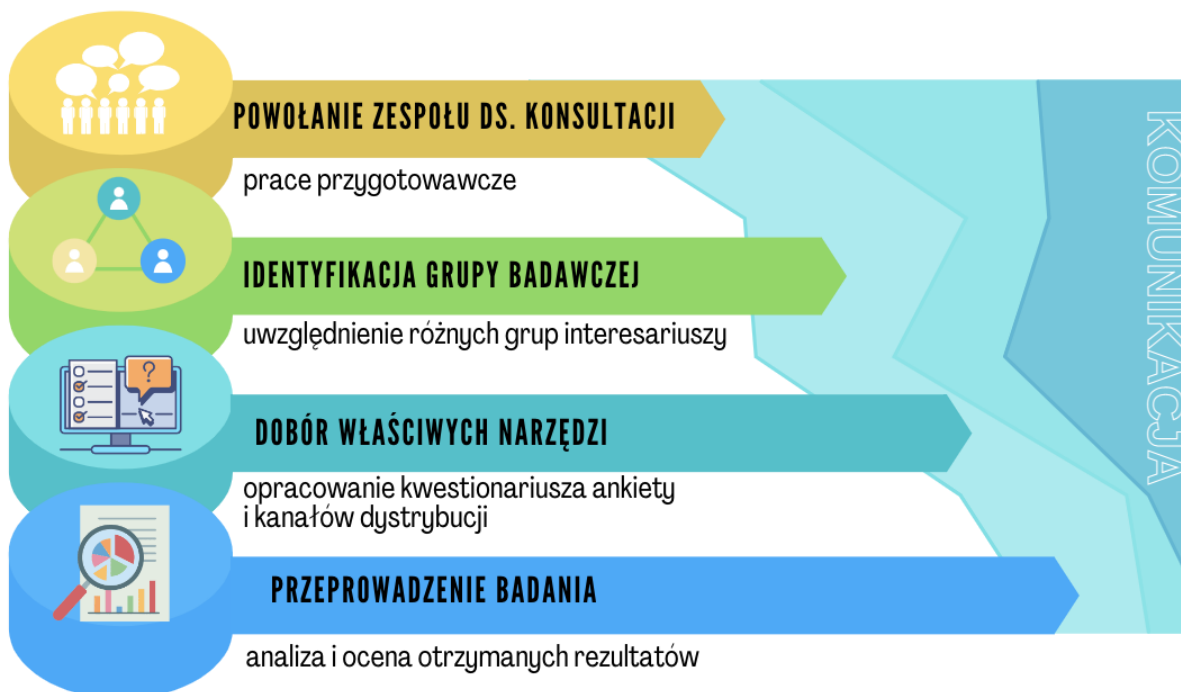 POWOŁANIE ZESPOŁU DS. KONSULTACJI
prace przygotowawcze
IDENTYFIKACJA GRUPY BADAWCZEJ
uwzględnienie różnych grup interesariuszy
?
DOBÓR WŁAŚCIWYCH NARZĘDZI
opracowanie kwestionariusza ankiety
i kanałów dystrybucji
PRZEPROWADZENIE BADANIA
analiza i ocena otrzymanych rezultatów
KOMUNIKACJA